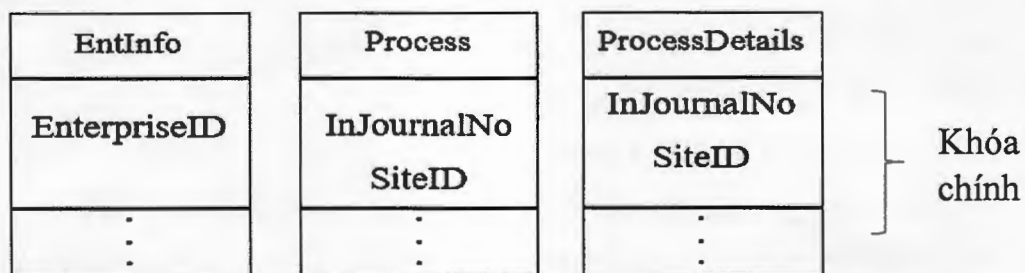 EntInfo
EnterpriseID
.
.
.
Process
InJournalNo
SiteID
.
.
.
ProcessDetails
InJournalNo
SiteID
.
.
.
Khóa
chính